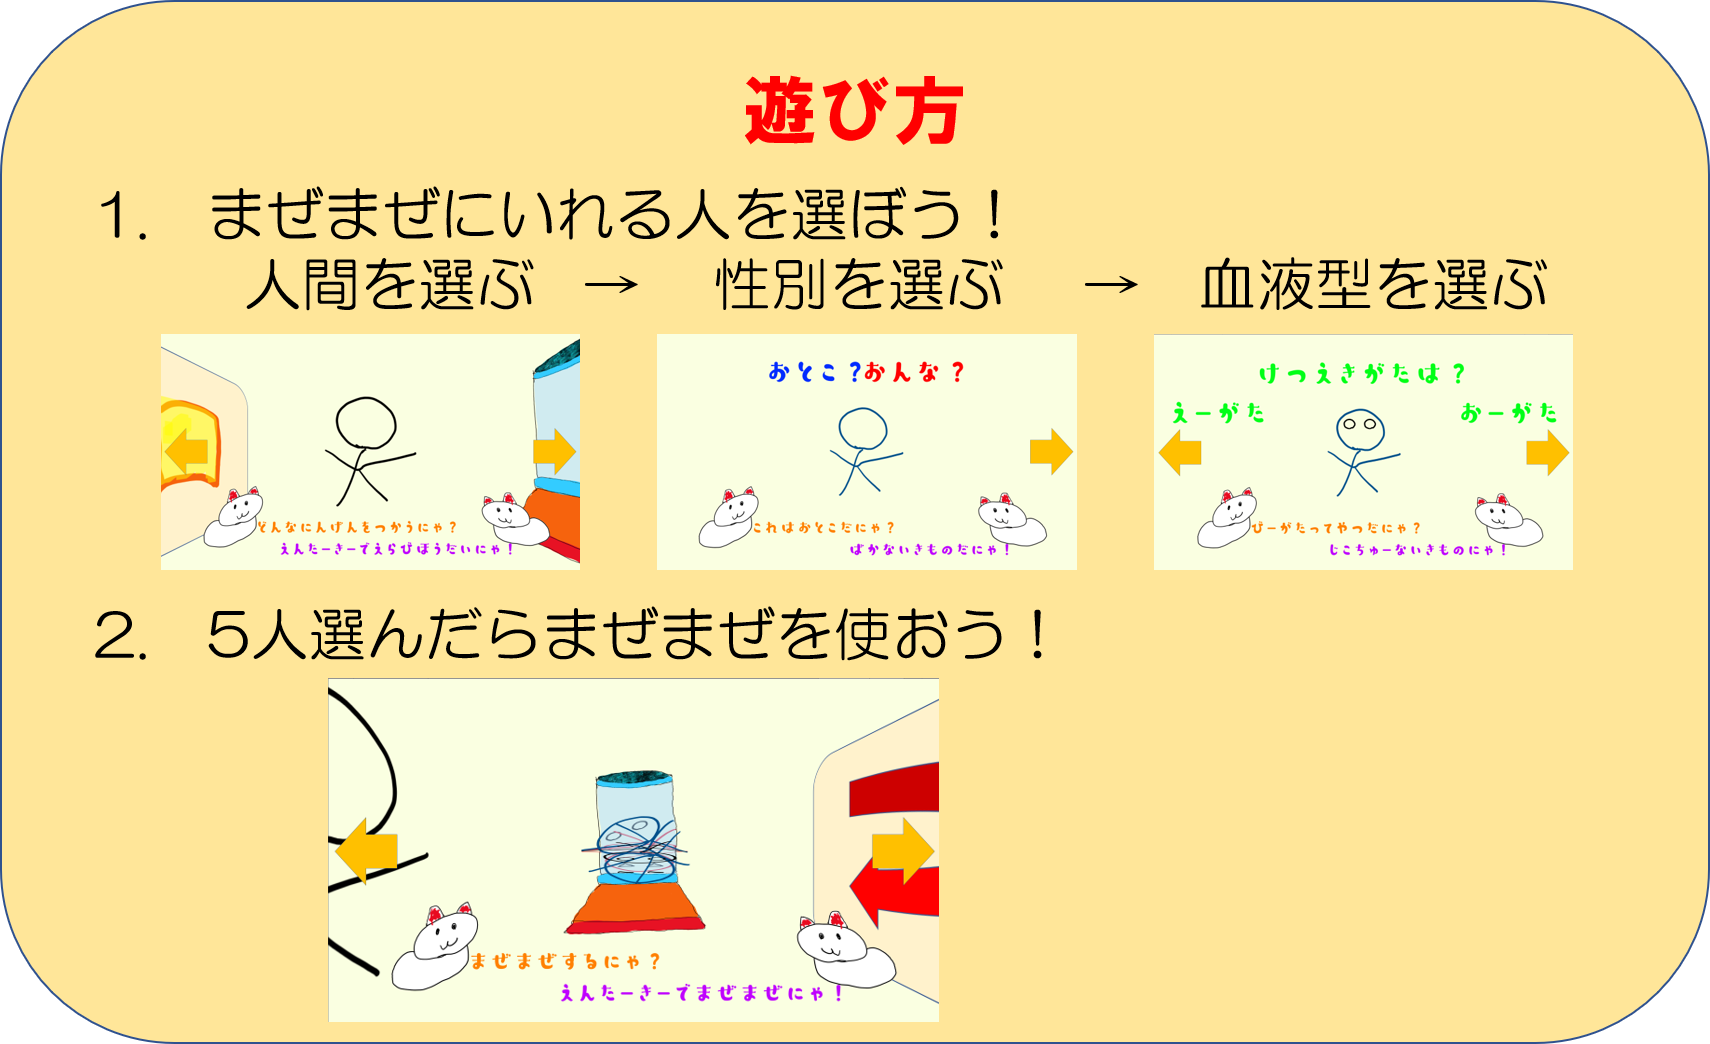 遊び方
1.　まぜまぜにいれる人を選ぼう！
人間を選ぶ　→　性別を選ぶ　→　血液型を選ぶ
どんなにんげんをつかうにゃ？
えんたーきーでえらびほうだいにゃ！
おとこ？おんな？
これはおとこだにゃ？
ばかないきものだにゃ！
けつえきがたは？
えーがた
おーがた
びーがたってやつだにゃ？
じこちゅーないきものにゃ！
2.　5人選んだらまぜまぜを使おう！
まぜまぜするにゃ？
えんたーきーでまぜまぜにゃ！